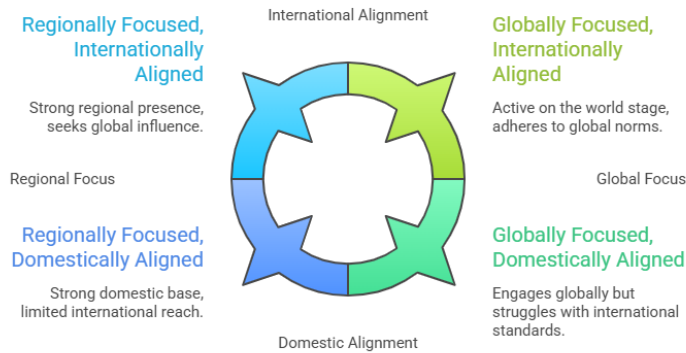 International Alignment
Regionally Focused,
Internationally
Aligned
Strong regional presence,
seeks global influence.
Globally Focused,
Internationally
Aligned
Active on the world stage,
adheres to global norms.
Regional Focus
Global Focus
Regionally Focused,
Domestically Aligned
Strong domestic base,
limited international reach.
Globally Focused,
Domestically Aligned
Engages globally but
struggles with international
standards.
Domestic Alignment